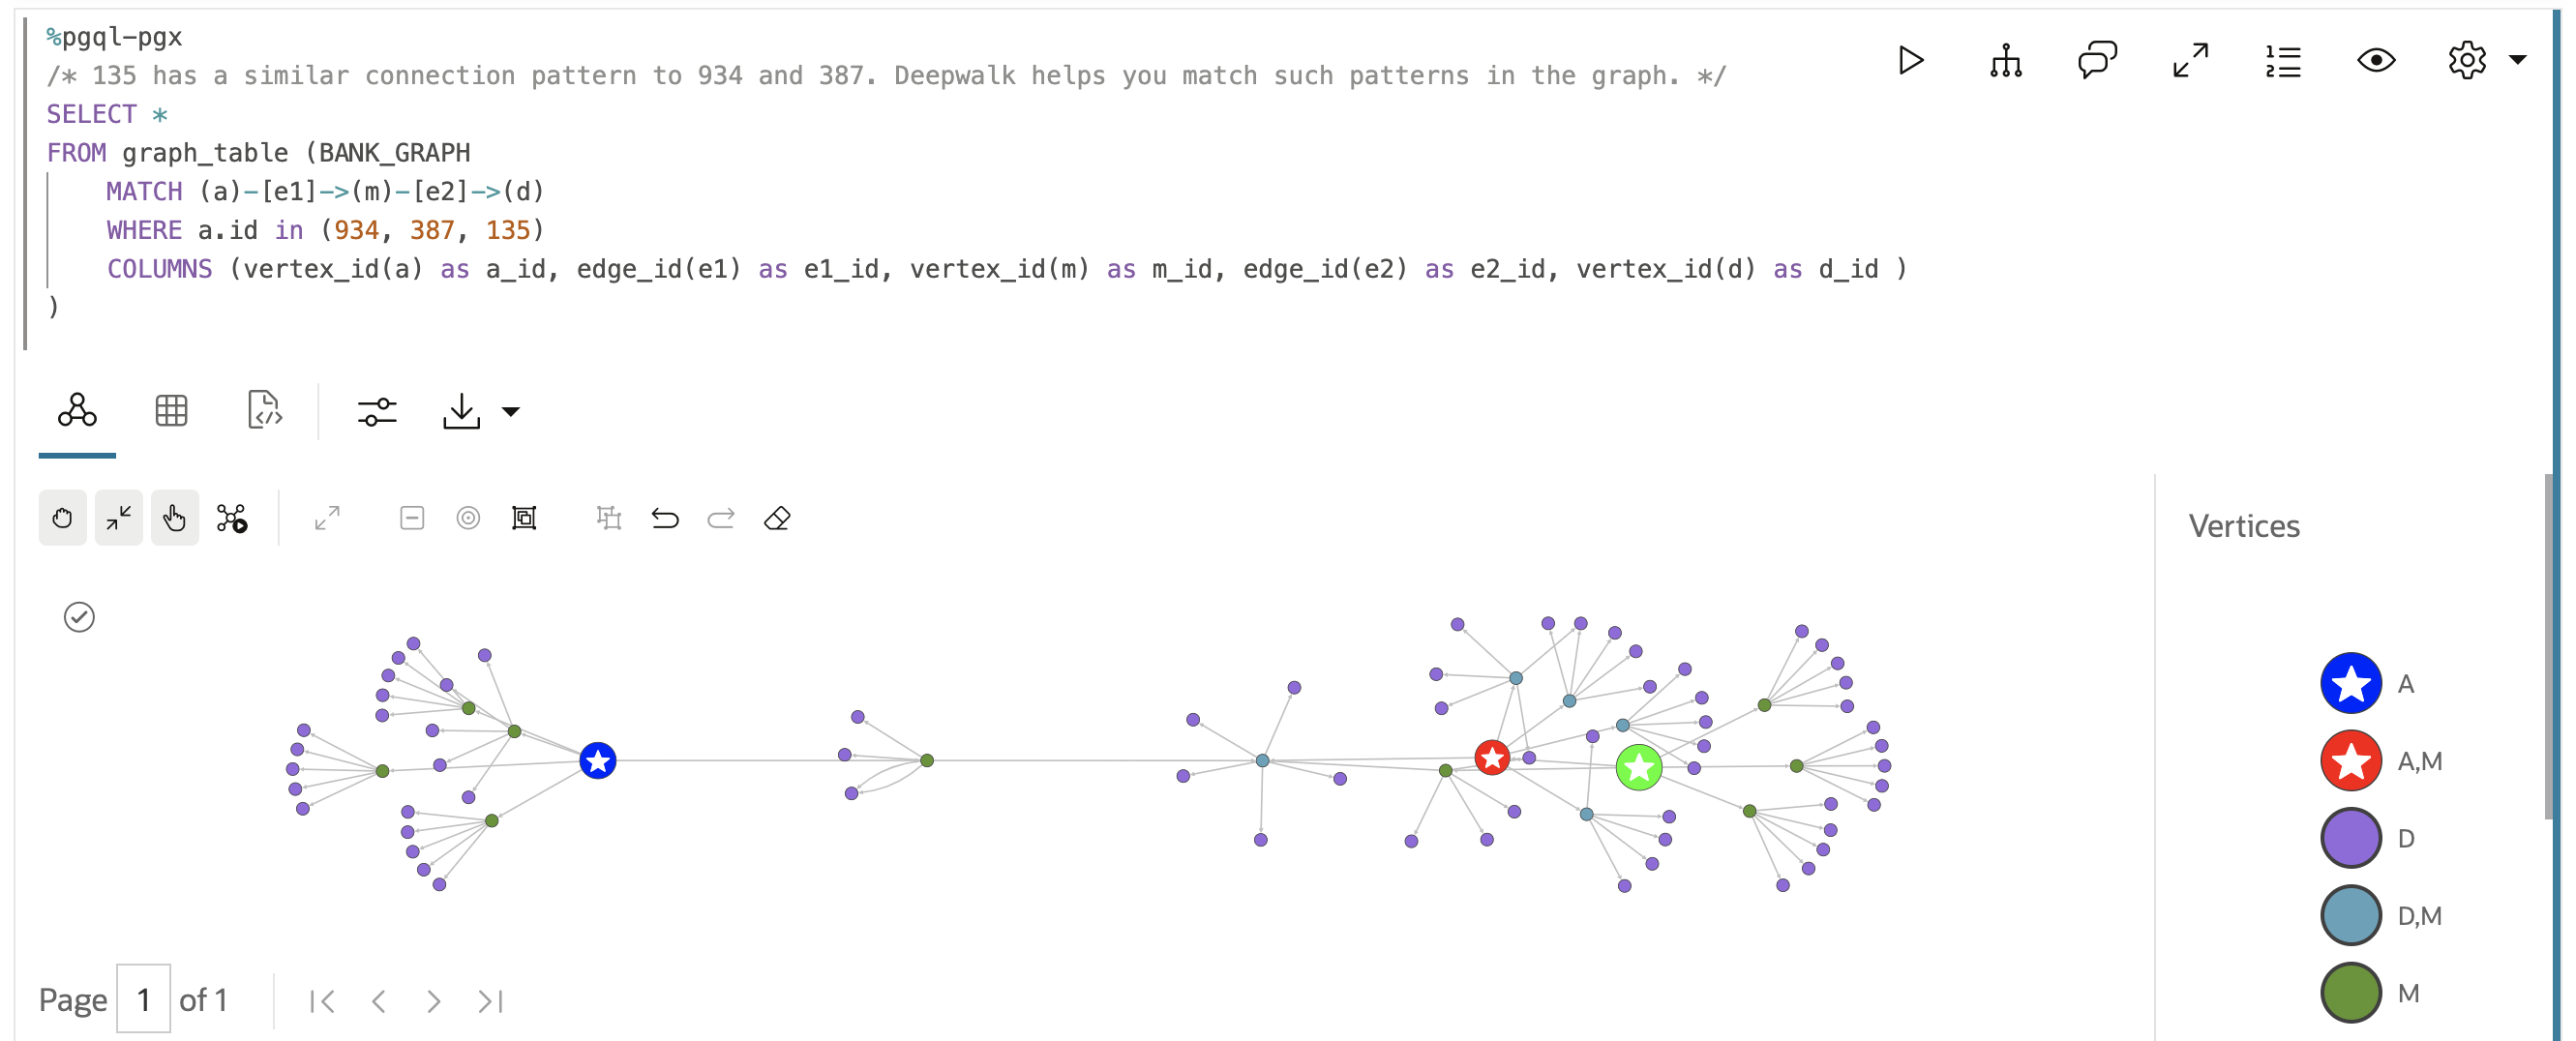 %pgql-pgx
/* 135 has a similar connection pattern to 934 and 387. Deepwalk helps you match such patterns in the graph. */
SELECT *
FROM graph_table (BANK_GRAPH
    MATCH (a)-[e1]->(m)-[e2]->(d)
    WHERE a.id in (934, 387, 135)
    COLUMNS (vertex_id(a) as a_id, edge_id(e1) as e1_id, vertex_id(m) as m_id, edge_id(e2) as e2_id, vertex_id(d) as d_id )
)
Vertices
A
A,M
D
D,M
M
Page 1 of 1